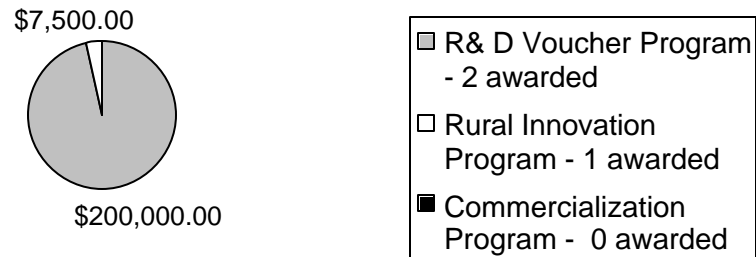 $7,500.00
$200,000.00
R& D Voucher Program
- 2 awarded
Rural Innovation
Program - 1 awarded
Commercialization
Program -  0 awarded